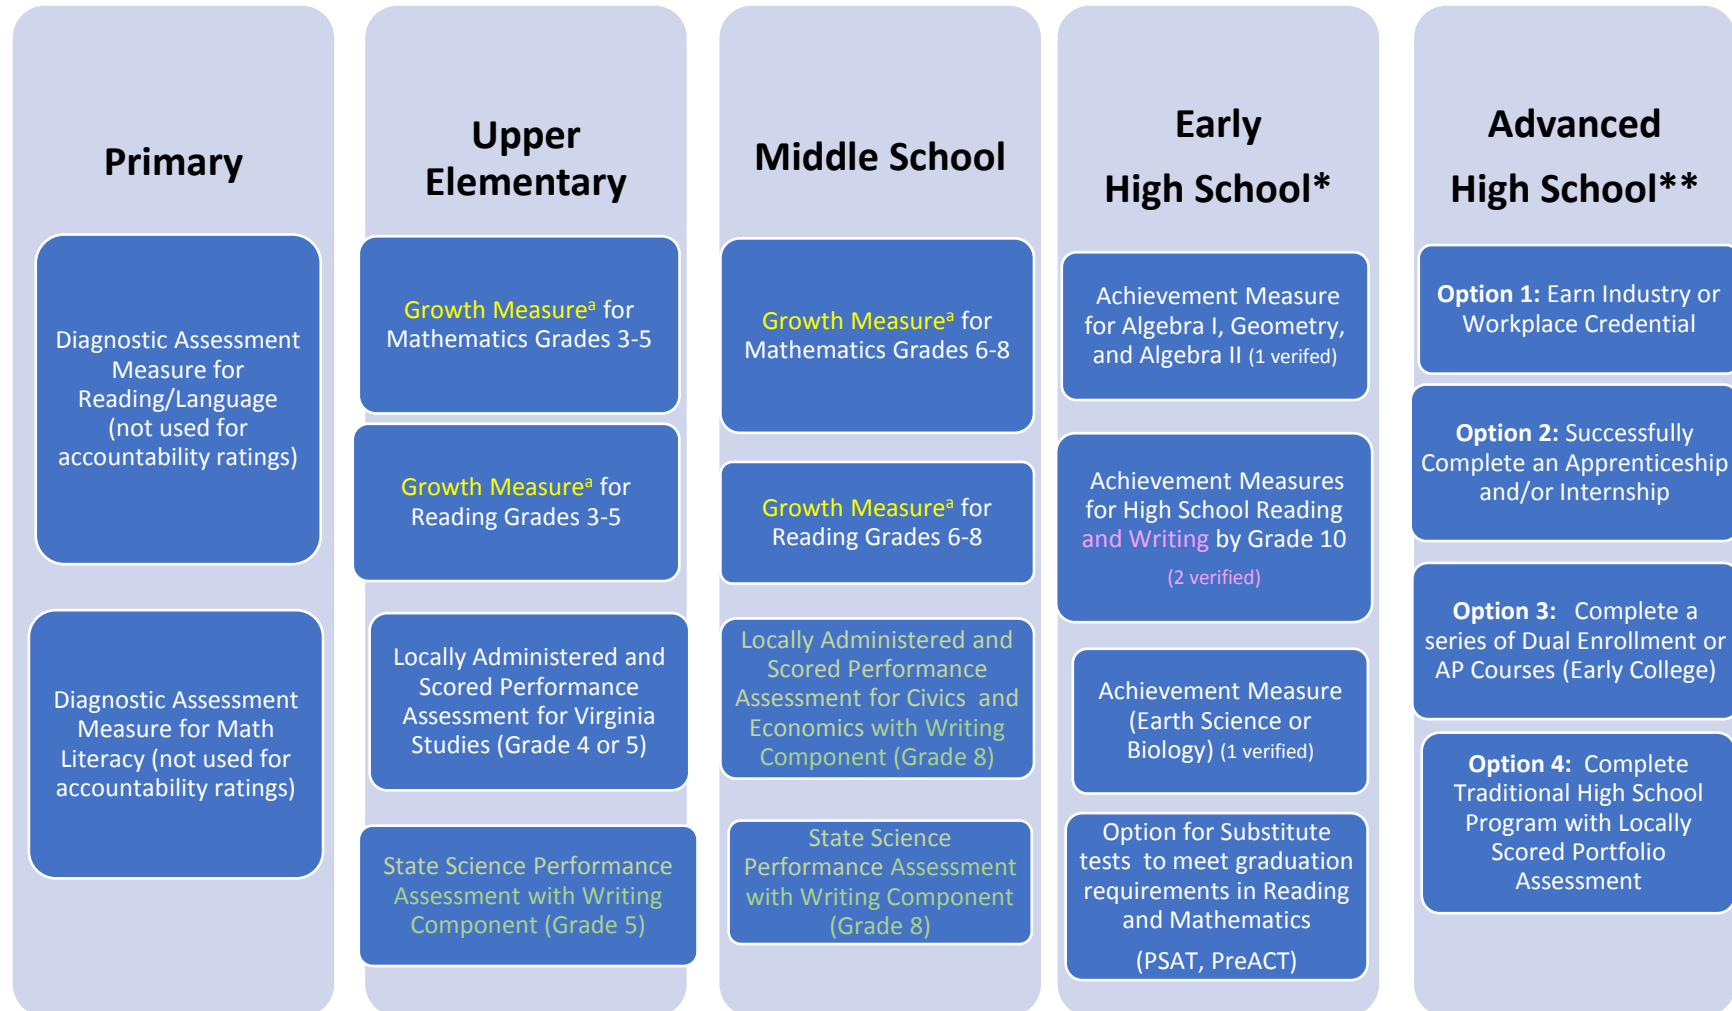 Primary
Diagnostic Assessment
Measure for
Reading/Language
(not used for
accountability ratings)
Diagnostic Assessment
Measure for Math
Literacy (not used for
accountability ratings)
Upper
Elementary
Growth Measureᵃ for
Mathematics Grades 3-5
Growth Measureᵃ for
Reading Grades 3-5
Locally Administered and
Scored Performance
Assessment for Virginia
Studies (Grade 4 or 5)
State Science Performance
Assessment with Writing
Component (Grade 5)
Middle School
Growth Measureᵃ for
Mathematics Grades 6-8
Growth Measureᵃ for
Reading Grades 6-8
Locally Administered and
Scored Performance
Assessment for Civics and
Economics with Writing
Component (Grade 8)
State Science
Performance Assessment
with Writing Component
(Grade 8)
Early
High School*
Achievement Measure
for Algebra I, Geometry,
and Algebra II (1 verifed)
Achievement Measures
for High School Reading
and Writing by Grade 10
(2 verified)
Achievement Measure
(Earth Science or
Biology) (1 verified)
Option for Substitute
tests to meet graduation
requirements in Reading
and Mathematics
(PSAT, PreACT)
Advanced
High School**
Option 1: Earn Industry or
Workplace Credential
Option 2: Successfully
Complete an Apprenticeship
and/or Internship
Option 3: Complete a
series of Dual Enrollment or
AP Courses (Early College)
Option 4: Complete
Traditional High School
Program with Locally
Scored Portfolio
Assessment